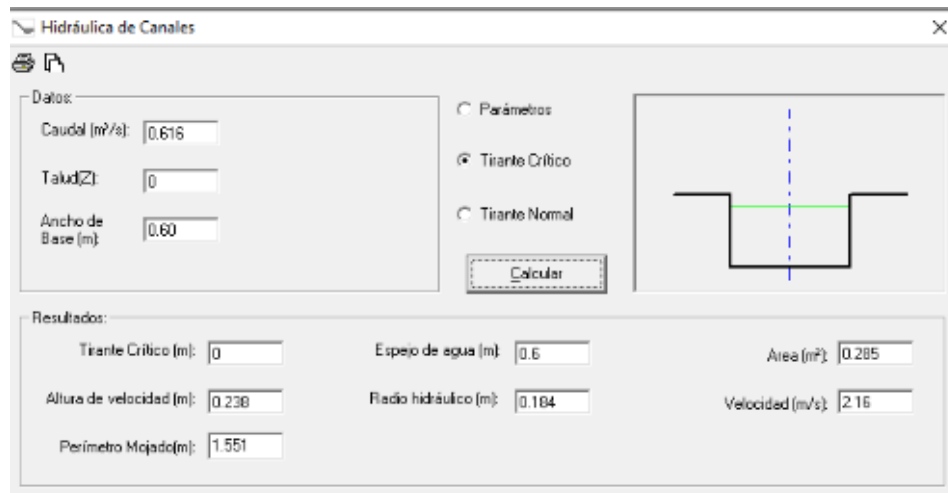 Hidráulica de Canales
Datos:
Caudal (m³/s): 0.616
Talud(Z): 0
Ancho de
Base (m): 0.60
Parámetros
Tirante Crítico
Tirante Normal
Calcular
Resultados:
Tirante Crítico (m): 0 Espejo de agua (m): 0.6 Area (m²): 0.285
Altura de velocidad (m): 0.238 Radio hidráulico (m): 0.184 Velocidad (m/s): 2.16
Perímetro Mojado(m): 1.551